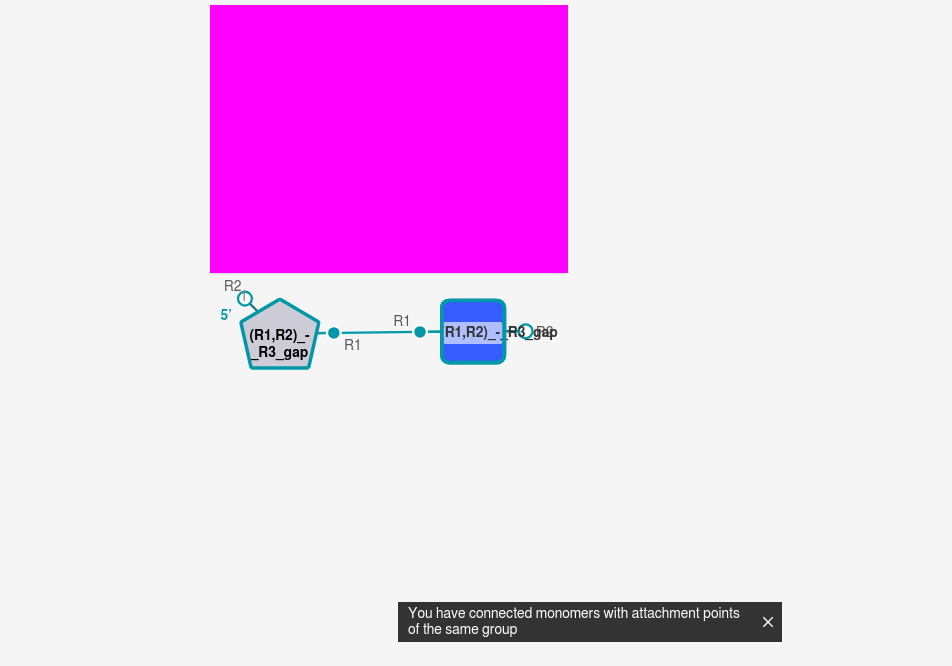 R2
5’
(R1,R2)_-
_R3_gap
R1
R1
R1,R2)_-_R3_gap
R2
You have connected monomers with attachment points
of the same group